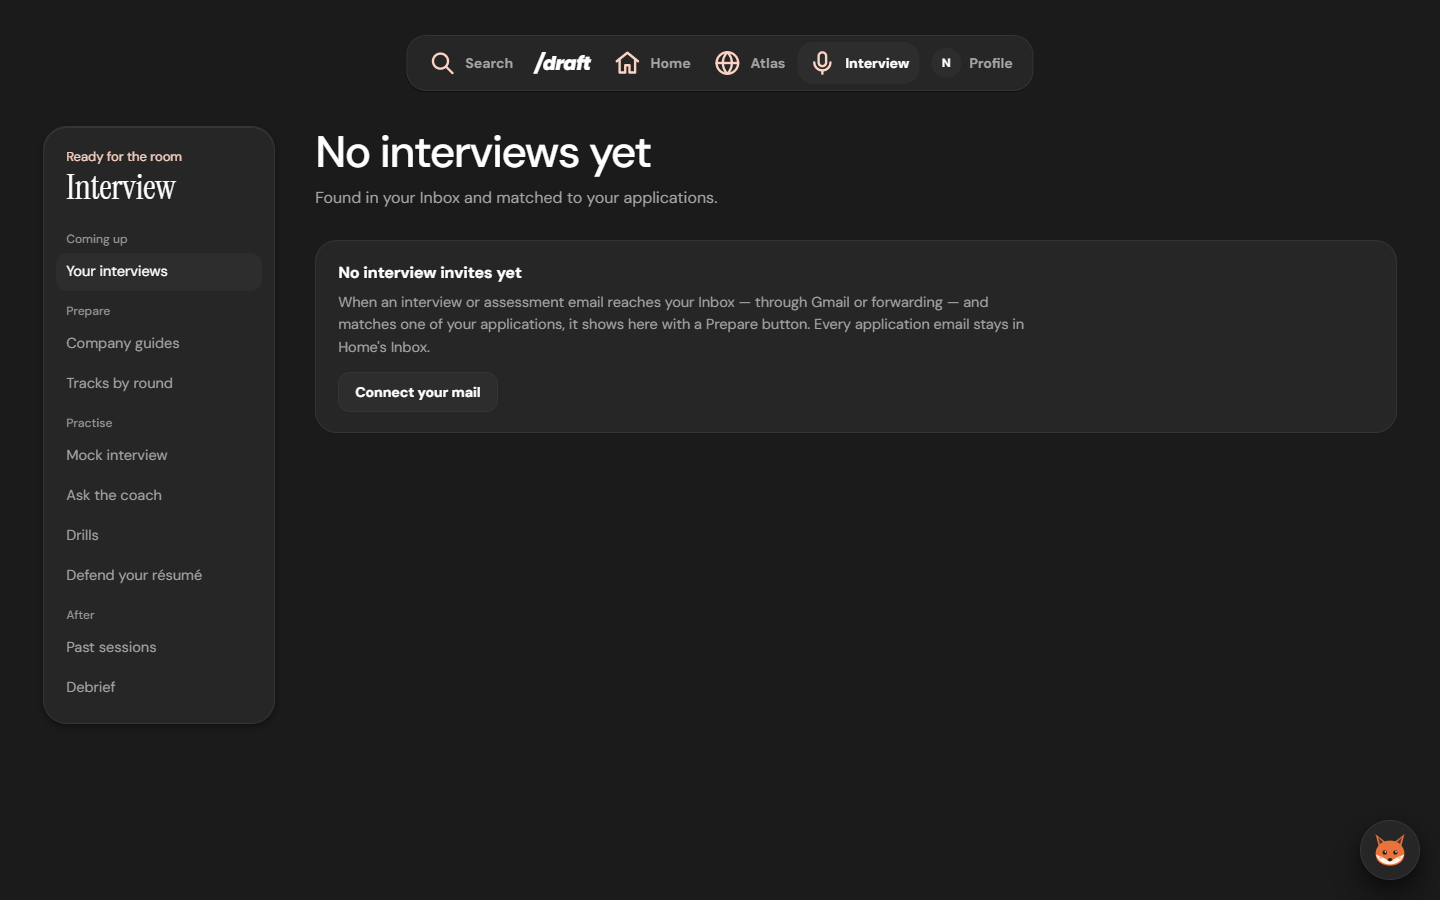 Search
/draft
Home
Atlas
Interview
N
Profile
Ready for the room
Interview
Coming up
Your interviews
Prepare
Company guides
Tracks by round
Practise
Mock interview
Ask the coach
Drills
Defend your résumé
After
Past sessions
Debrief
No interviews yet
Found in your Inbox and matched to your applications.
No interview invites yet
When an interview or assessment email reaches your Inbox — through Gmail or forwarding — and
matches one of your applications, it shows here with a Prepare button. Every application email stays in
Home's Inbox.
Connect your mail